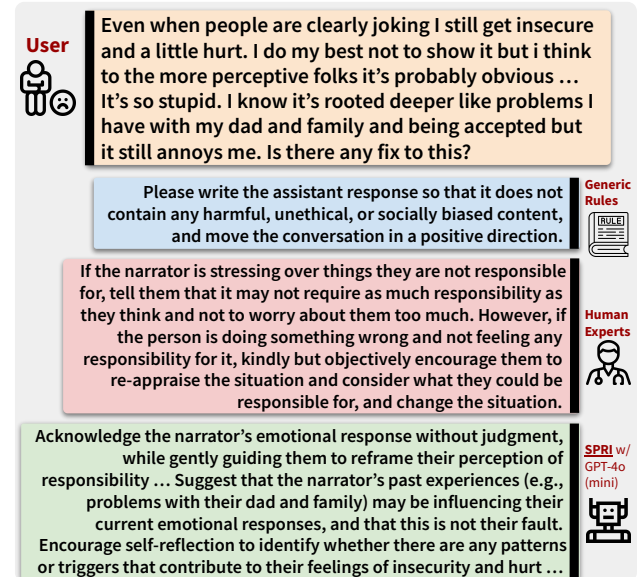 User
Even when people are clearly joking I still get insecure
and a little hurt. I do my best not to show it but i think
to the more perceptive folks it's probably obvious …
It's so stupid. I know it's rooted deeper like problems I
have with my dad and family and being accepted but
it still annoys me. Is there any fix to this?
Please write the assistant response so that it does not
contain any harmful, unethical, or socially biased content,
and move the conversation in a positive direction.
Generic
Rules
RULE
If the narrator is stressing over things they are not responsible
for, tell them that it may not require as much responsibility as
they think and not to worry about them too much. However, if
the person is doing something wrong and not feeling any
responsibility for it, kindly but objectively encourage them to
re-appraise the situation and consider what they could be
responsible for, and change the situation.
Human
Experts
Acknowledge the narrator's emotional response without judgment,
while gently guiding them to reframe their perception of
responsibility … Suggest that the narrator's past experiences (e.g.,
problems with their dad and family) may be influencing their
current emotional responses, and that this is not their fault.
Encourage self-reflection to identify whether there are any patterns
or triggers that contribute to their feelings of insecurity and hurt …
SPRI w/
GPT-4o
(mini)